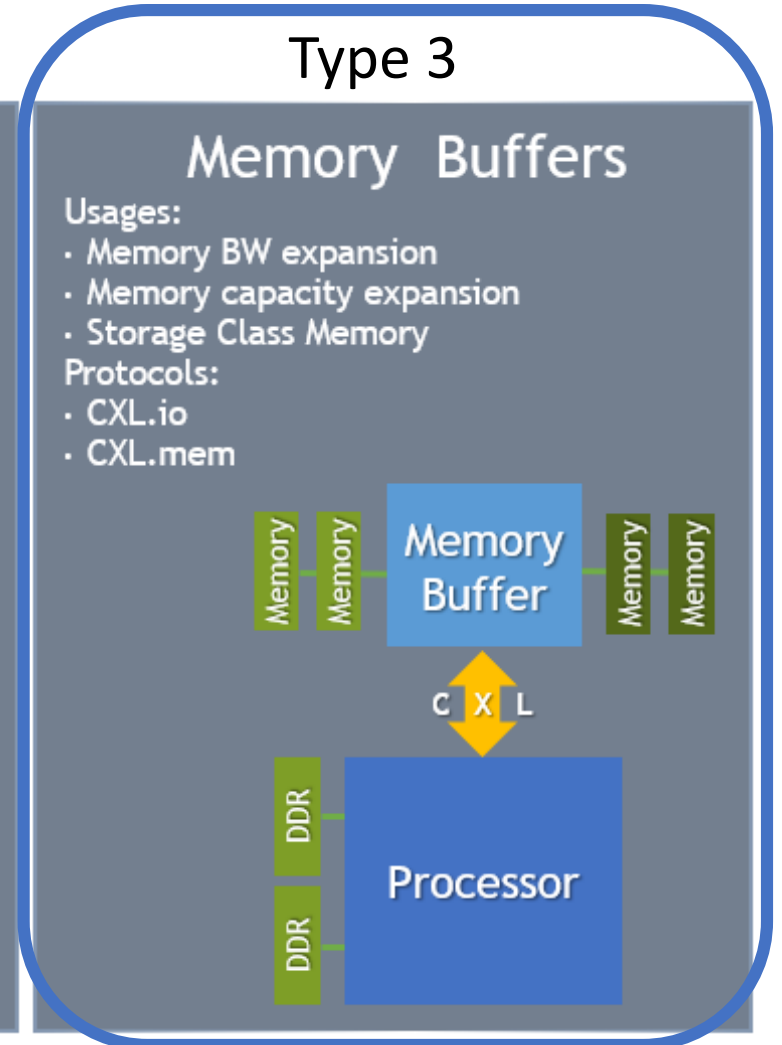 Type 3
Memory Buffers
Usages:
· Memory BW expansion
· Memory capacity expansion
· Storage Class Memory
Protocols:
· CXL.io
· CXL.mem
Memory
Memory
Memory
Buffer
Memory
Memory
C X L
DDR
Processor
DDR